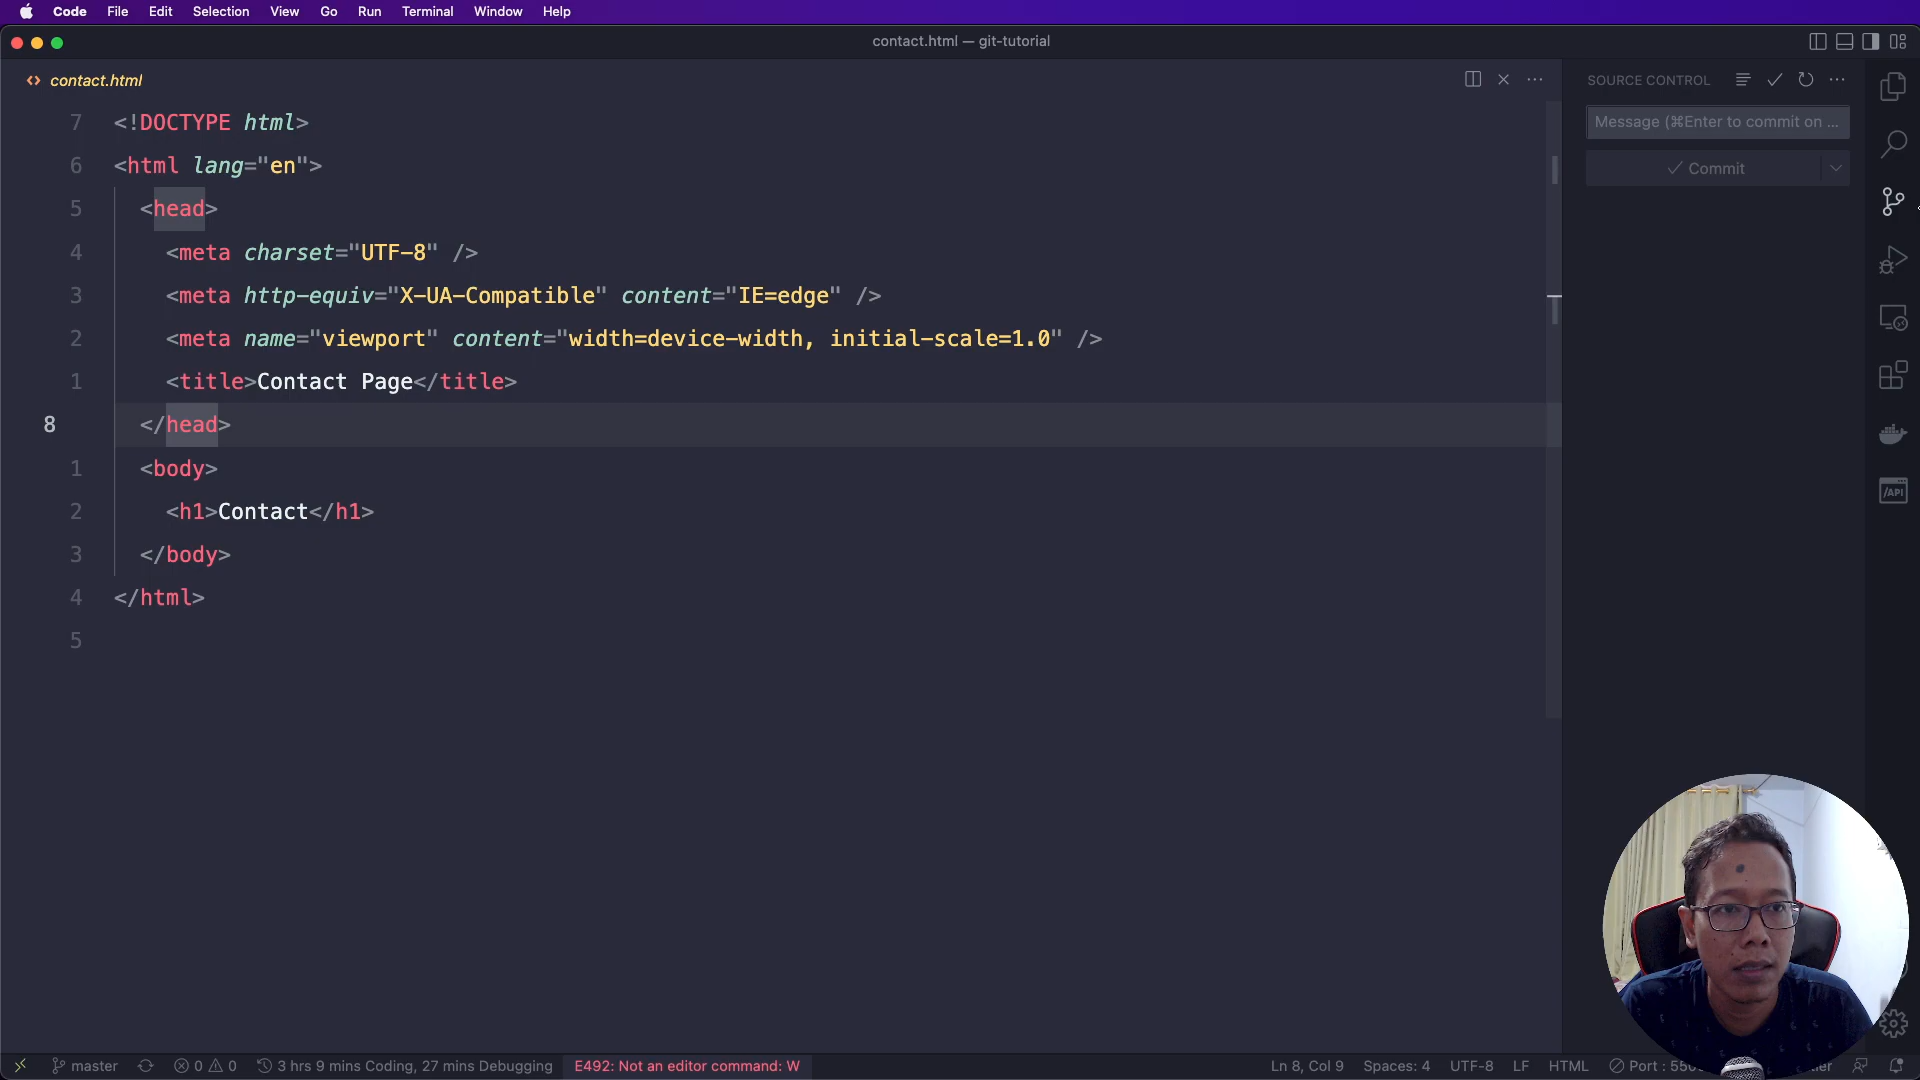 Code File Edit Selection View Go Run Terminal Window Help
contact.html — git-tutorial
<> contact.html
SOURCE CONTROL
Message (⌘Enter to commit on ...
Commit
7 <!DOCTYPE html>
6 <html lang="en">
5 <head>
4 <meta charset="UTF-8" />
3 <meta http-equiv="X-UA-Compatible" content="IE=edge" />
2 <meta name="viewport" content="width=device-width, initial-scale=1.0" />
1 <title>Contact Page</title>
8 </head>
1 <body>
2 <h1>Contact</h1>
3 </body>
4 </html>
5
/API
master 0 0 3 hrs 9 mins Coding, 27 mins Debugging E492: Not an editor command: W Ln 8, Col 9 Spaces: 4 UTF-8 LF HTML Port :